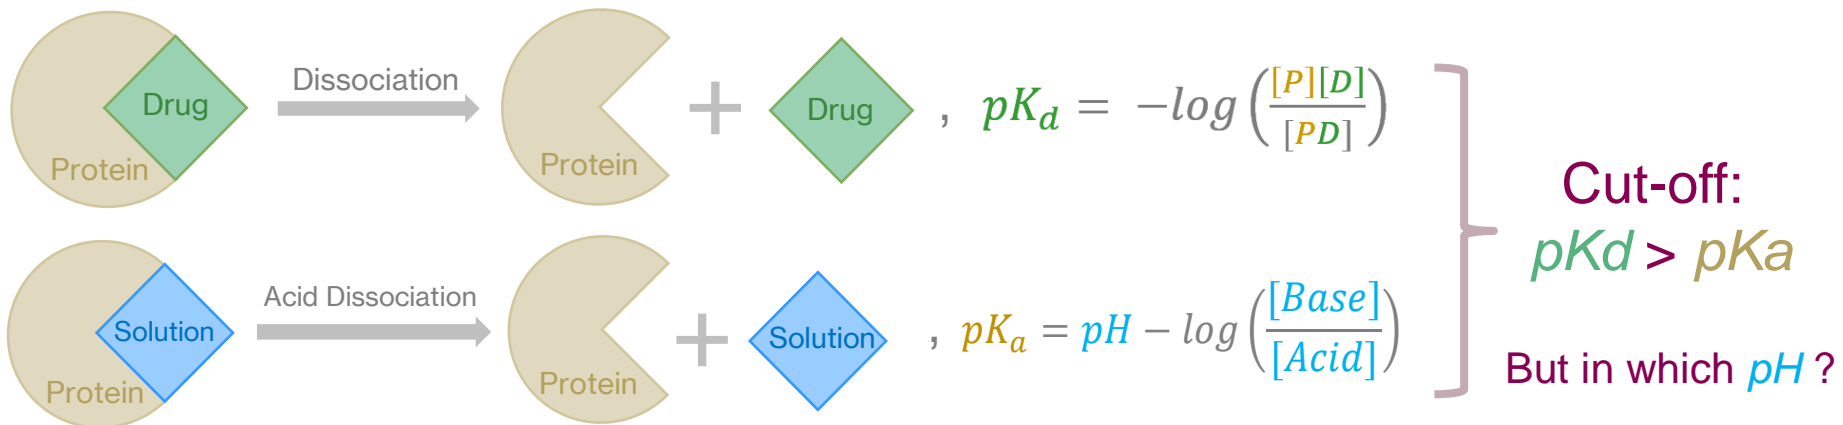 Drug
Protein
Dissociation
Protein
+
Drug
, pK_d = −log([P][D]/[PD])
Solution
Protein
Acid Dissociation
Protein
+
Solution
, pK_a = pH − log([Base]/[Acid])
Cut-off:
pKd > pKa
But in which pH ?